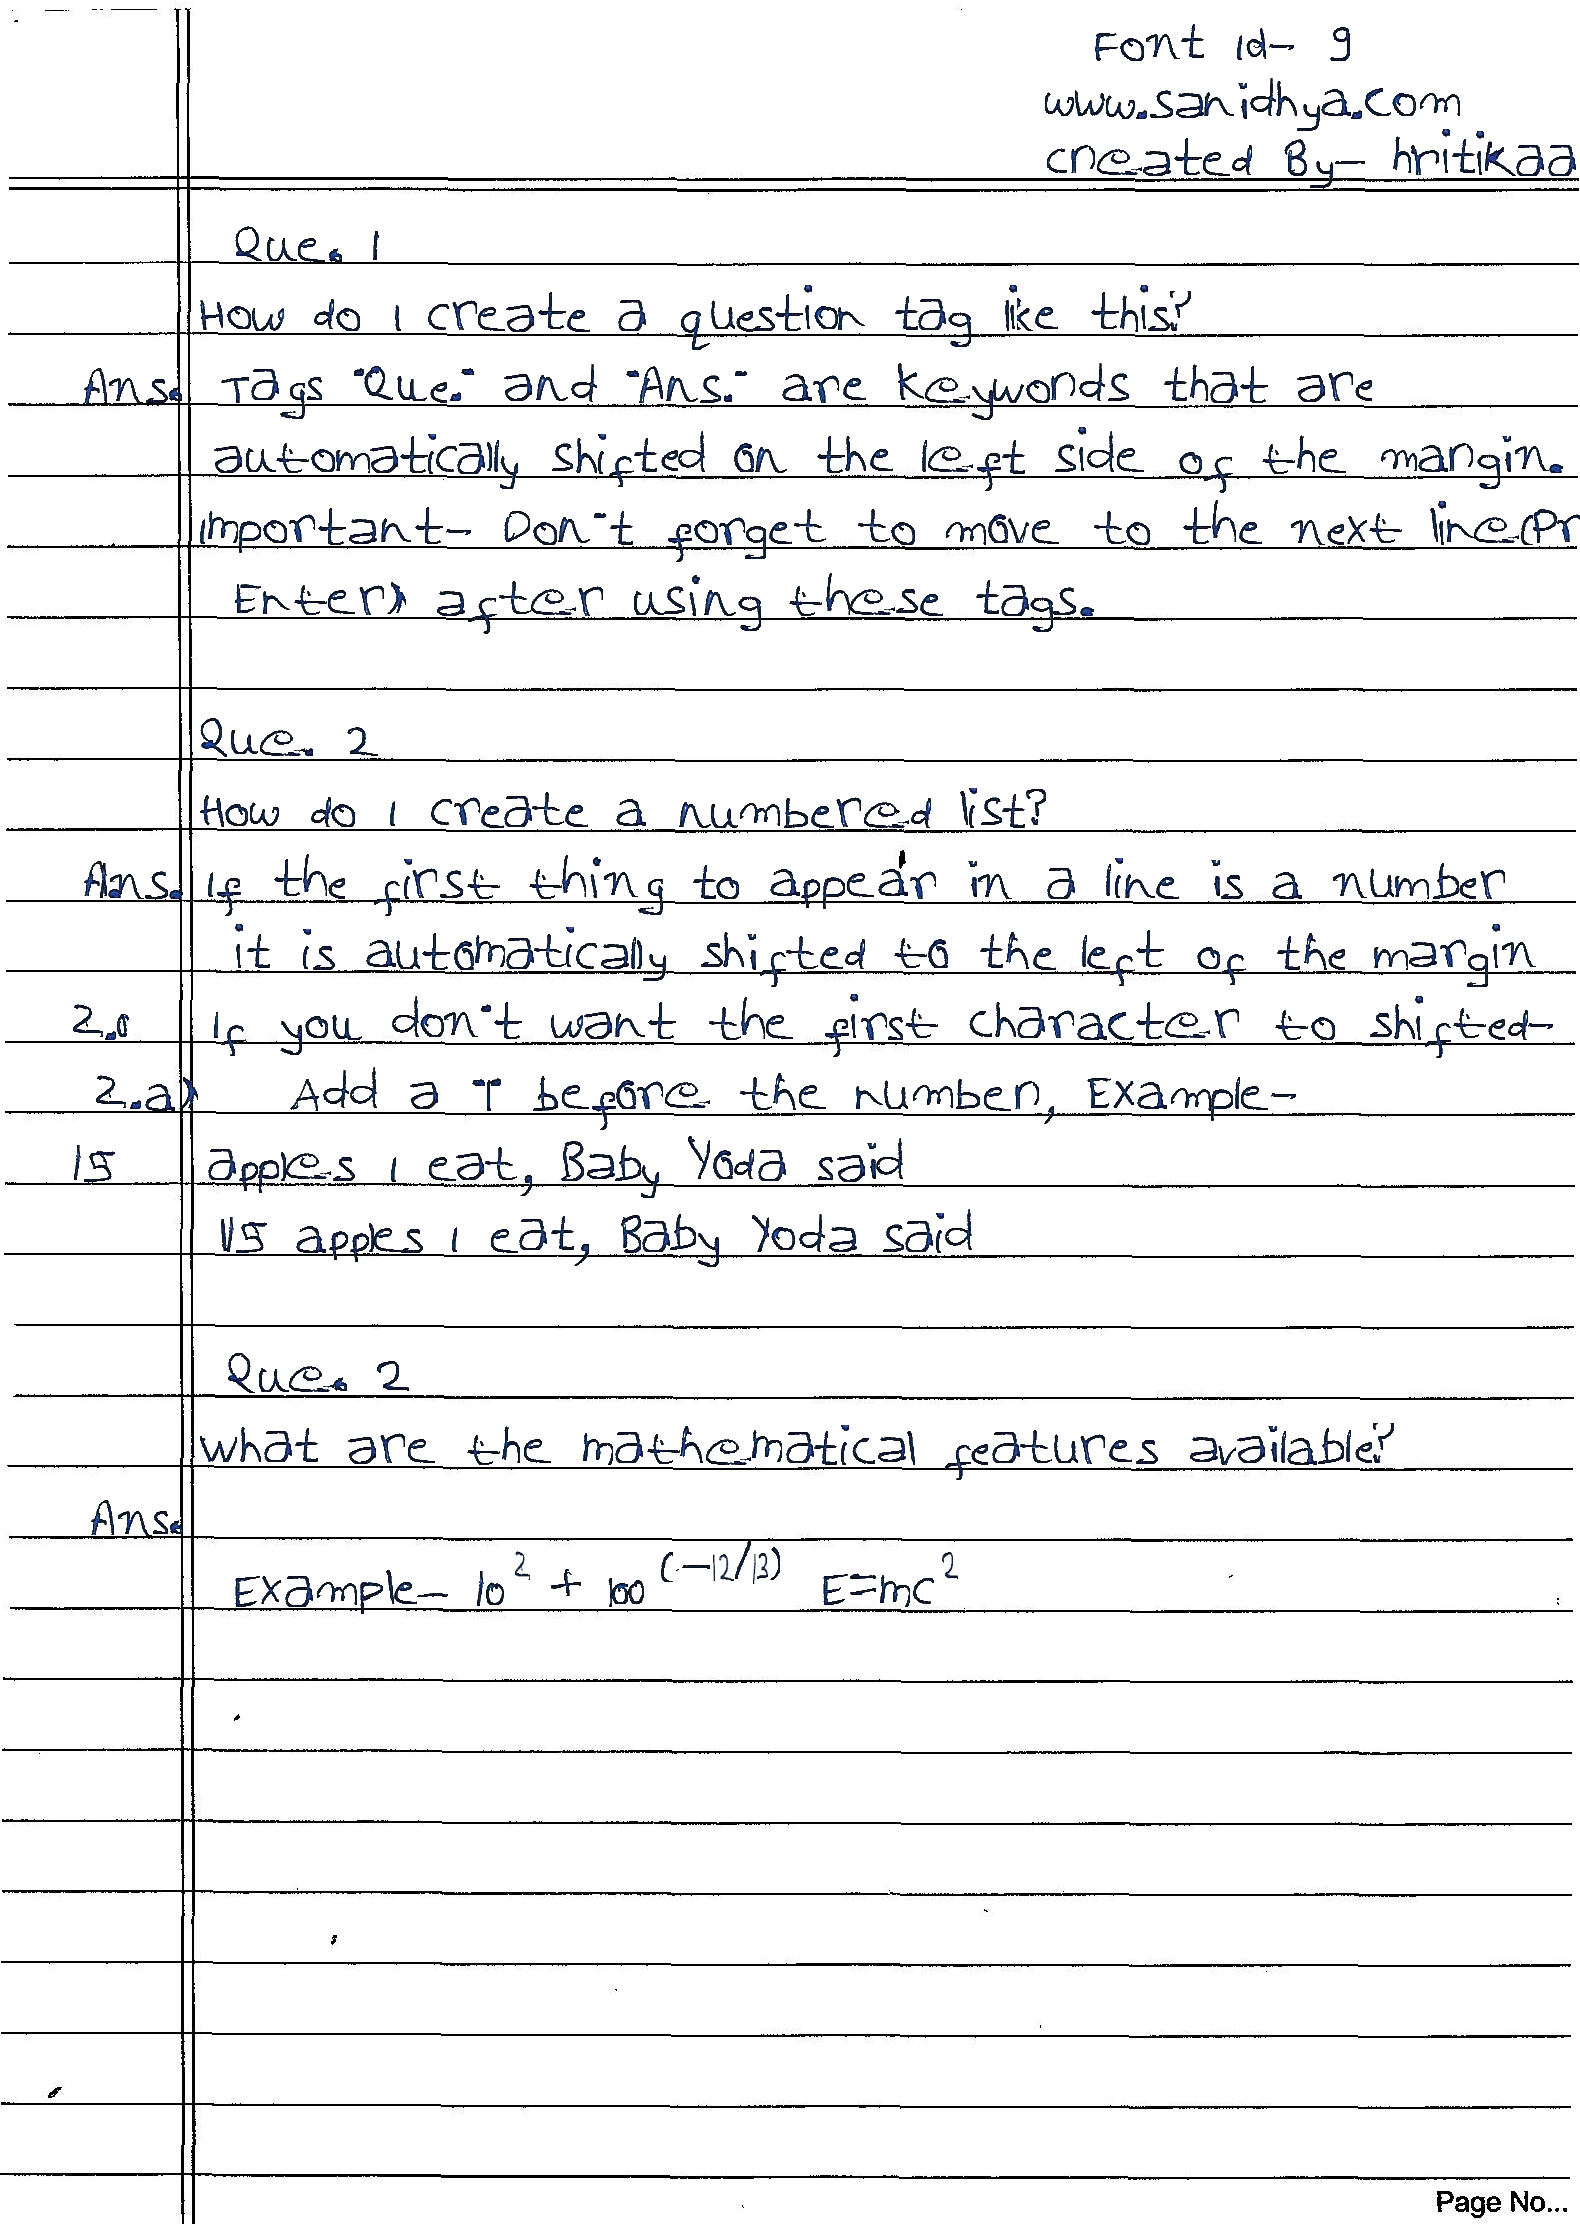 Font Id- 9
www.sanidhya.com
created By- hritikaa
Que. 1
How do I create a question tag like this?
Ans. Tags "Que." and "Ans." are keywords that are
automatically shifted on the left side of the margin.
Important- Don't forget to move to the next line(Pr
Enter) after using these tags.
Que. 2
How do I create a numbered list?
Ans. If the first thing to appear in a line is a number
it is automatically shifted to the left of the margin
2. If you don't want the first character to shifted-
2.a) Add a before the number, Example-
15 apples I eat, Baby Yoda said
\15 apples I eat, Baby Yoda said
Que. 2
What are the mathematical features available?
Ans.
Example- 10² + 100^(-12/13) E=mc²
Page No...